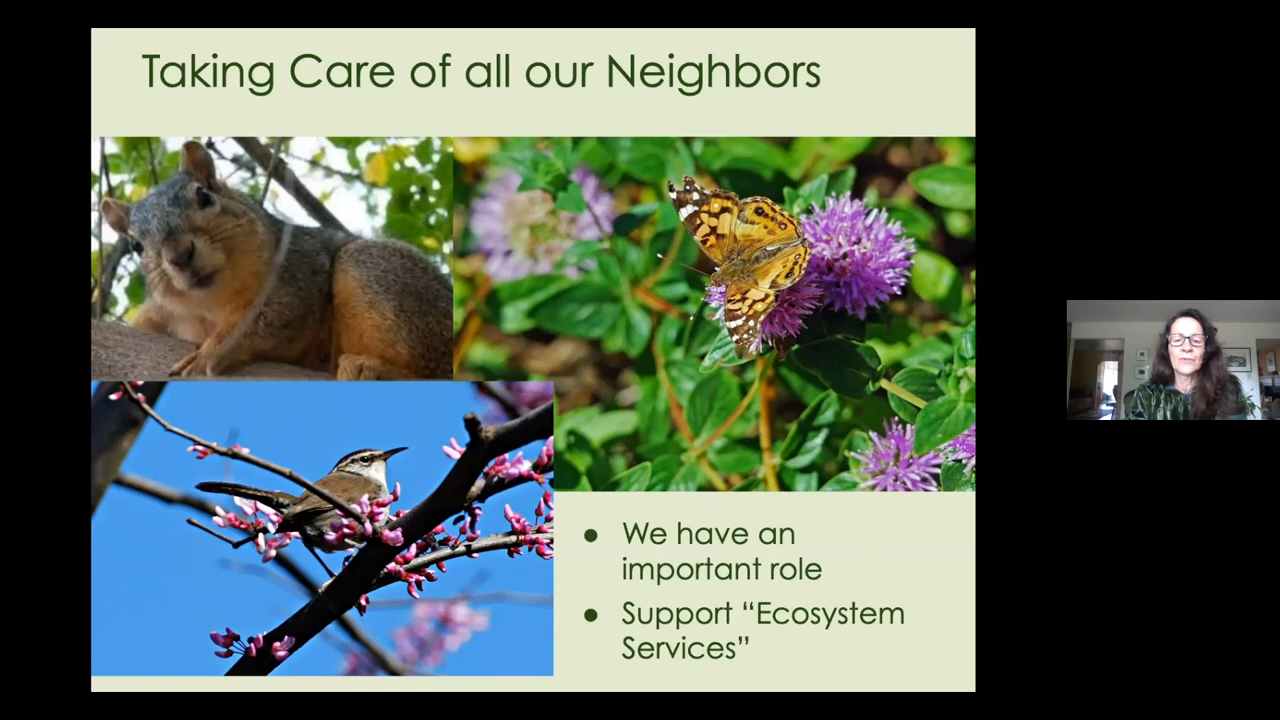 Taking Care of all our Neighbors
● We have an
important role
● Support “Ecosystem
Services”